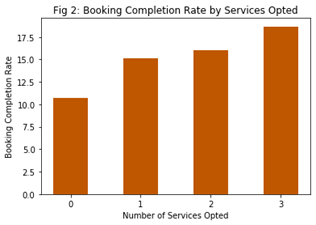 Fig 2: Booking Completion Rate by Services Opted
17.5
15.0
12.5
10.0
7.5
5.0
2.5
0.0
Booking Completion Rate
0 1 2 3
Number of Services Opted